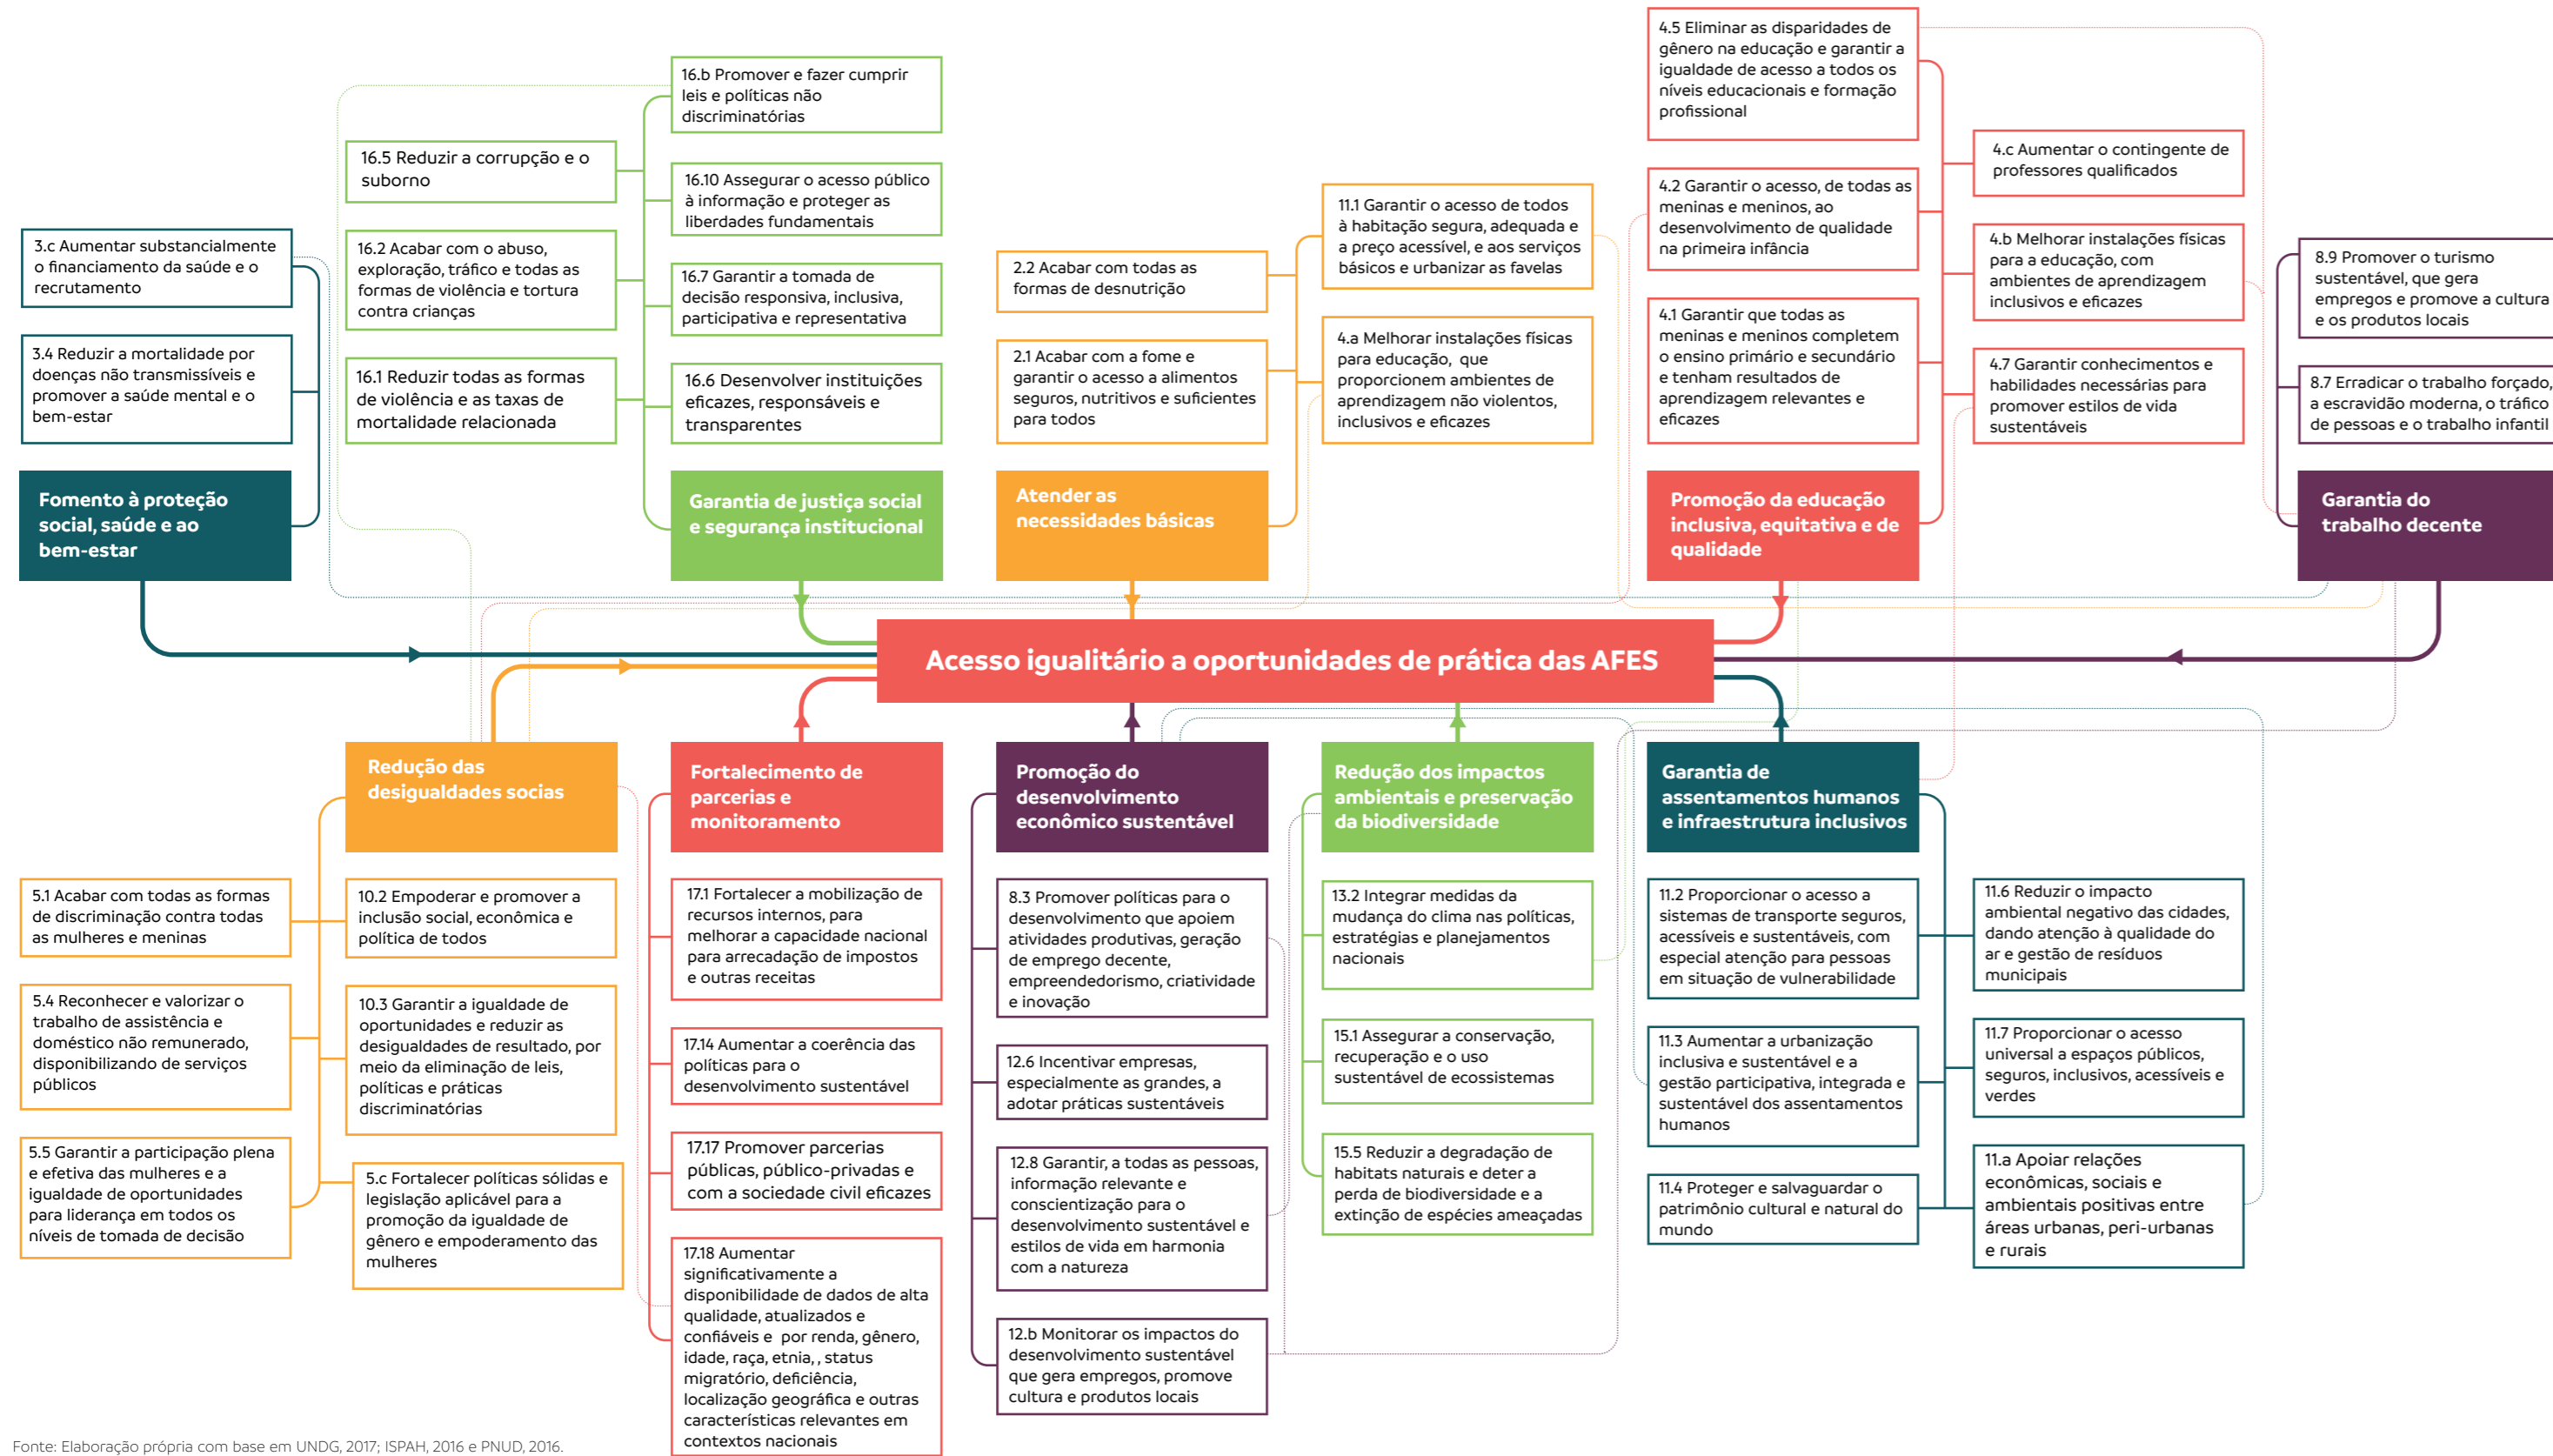 4.5 Eliminar as disparidades de
gênero na educação e garantir a
igualdade de acesso a todos os
níveis educacionais e formação
profissional
16.b Promover e fazer cumprir
leis e políticas não
discriminatórias
16.5 Reduzir a corrupção e o
suborno
4.c Aumentar o contingente de
professores qualificados
16.10 Assegurar o acesso público
à informação e proteger as
liberdades fundamentais
11.1 Garantir o acesso de todos
à habitação segura, adequada e
a preço acessível, e aos serviços
básicos e urbanizar as favelas
4.2 Garantir o acesso, de todas as
meninas e meninos, ao
desenvolvimento de qualidade
na primeira infância
3.c Aumentar substancialmente
o financiamento da saúde e o
recrutamento
16.2 Acabar com o abuso,
exploração, tráfico e todas as
formas de violência e tortura
contra crianças
16.7 Garantir a tomada de
decisão responsiva, inclusiva,
participativa e representativa
2.2 Acabar com todas as
formas de desnutrição
4.b Melhorar instalações físicas
para a educação, com
ambientes de aprendizagem
inclusivos e eficazes
8.9 Promover o turismo
sustentável, que gera
empregos e promove a cultura
e os produtos locais
3.4 Reduzir a mortalidade por
doenças não transmissíveis e
promover a saúde mental e o
bem-estar
16.1 Reduzir todas as formas
de violência e as taxas de
mortalidade relacionada
16.6 Desenvolver instituições
eficazes, responsáveis e
transparentes
2.1 Acabar com a fome e
garantir o acesso a alimentos
seguros, nutritivos e suficientes
para todos
4.a Melhorar instalações físicas
para educação, que
proporcionem ambientes de
aprendizagem não violentos,
inclusivos e eficazes
4.1 Garantir que todas as
meninas e meninos completem
o ensino primário e secundário
e tenham resultados de
aprendizagem relevantes e
eficazes
4.7 Garantir conhecimentos e
habilidades necessárias para
promover estilos de vida
sustentáveis
8.7 Erradicar o trabalho forçado,
a escravidão moderna, o tráfico
de pessoas e o trabalho infantil
Fomento à proteção
social, saúde e ao
bem-estar
Garantia de justiça social
e segurança institucional
Atender as
necessidades básicas
Promoção da educação
inclusiva, equitativa e de
qualidade
Garantia do
trabalho decente
Acesso igualitário a oportunidades de prática das AFES
Redução das
desigualdades socias
Fortalecimento de
parcerias e
monitoramento
Promoção do
desenvolvimento
econômico sustentável
Redução dos impactos
ambientais e preservação
da biodiversidade
Garantia de
assentamentos humanos
e infraestrutura inclusivos
5.1 Acabar com todas as formas
de discriminação contra todas
as mulheres e meninas
10.2 Empoderar e promover a
inclusão social, econômica e
política de todos
17.1 Fortalecer a mobilização de
recursos internos, para
melhorar a capacidade nacional
para arrecadação de impostos
e outras receitas
8.3 Promover políticas para o
desenvolvimento que apoiem
atividades produtivas, geração
de emprego decente,
empreendedorismo, criatividade
e inovação
13.2 Integrar medidas da
mudança do clima nas políticas,
estratégias e planejamentos
nacionais
11.2 Proporcionar o acesso a
sistemas de transporte seguros,
acessíveis e sustentáveis, com
especial atenção para pessoas
em situação de vulnerabilidade
11.6 Reduzir o impacto
ambiental negativo das cidades,
dando atenção à qualidade do
ar e gestão de resíduos
municipais
5.4 Reconhecer e valorizar o
trabalho de assistência e
doméstico não remunerado,
disponibilizando de serviços
públicos
10.3 Garantir a igualdade de
oportunidades e reduzir as
desigualdades de resultado, por
meio da eliminação de leis,
políticas e práticas
discriminatórias
17.14 Aumentar a coerência das
políticas para o
desenvolvimento sustentável
12.6 Incentivar empresas,
especialmente as grandes, a
adotar práticas sustentáveis
15.1 Assegurar a conservação,
recuperação e o uso
sustentável de ecossistemas
11.3 Aumentar a urbanização
inclusiva e sustentável e a
gestão participativa, integrada e
sustentável dos assentamentos
humanos
11.7 Proporcionar o acesso
universal a espaços públicos,
seguros, inclusivos, acessíveis e
verdes
5.5 Garantir a participação plena
e efetiva das mulheres e a
igualdade de oportunidades
para liderança em todos os
níveis de tomada de decisão
5.c Fortalecer políticas sólidas e
legislação aplicável para a
promoção da igualdade de
gênero e empoderamento das
mulheres
17.17 Promover parcerias
públicas, público-privadas e
com a sociedade civil eficazes
12.8 Garantir, a todas as pessoas,
informação relevante e
conscientização para o
desenvolvimento sustentável e
estilos de vida em harmonia
com a natureza
15.5 Reduzir a degradação de
habitats naturais e deter a
perda de biodiversidade e a
extinção de espécies ameaçadas
11.4 Proteger e salvaguardar o
patrimônio cultural e natural do
mundo
11.a Apoiar relações
econômicas, sociais e
ambientais positivas entre
áreas urbanas, peri-urbanas
e rurais
17.18 Aumentar
significativamente a
disponibilidade de dados de alta
qualidade, atualizados e
confiáveis e por renda, gênero,
idade, raça, etnia, , status
migratório, deficiência,
localização geográfica e outras
características relevantes em
contextos nacionais
12.b Monitorar os impactos do
desenvolvimento sustentável
que gera empregos, promove
cultura e produtos locais
Fonte: Elaboração própria com base em UNDG, 2017; ISPAH, 2016 e PNUD, 2016.